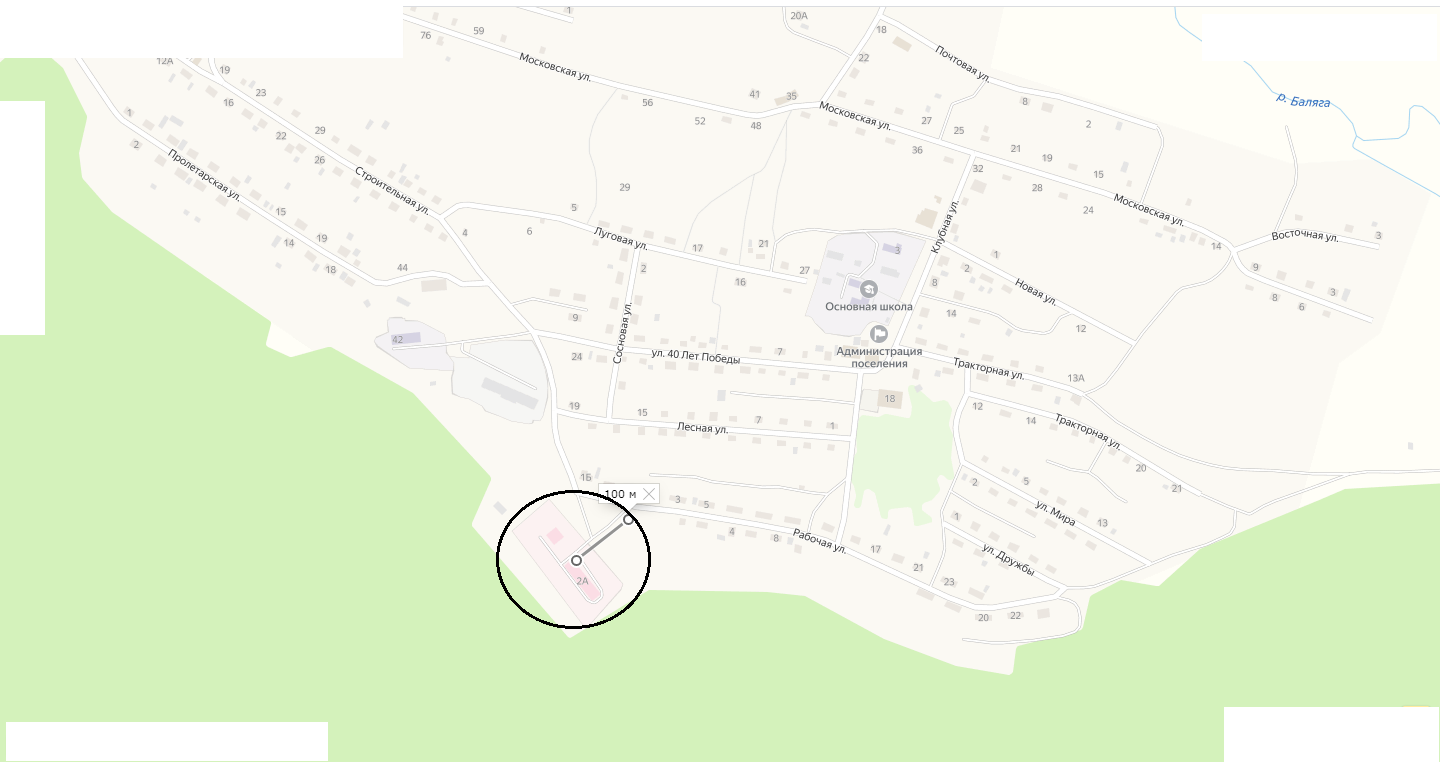 1
20А
76
59
18
Московская ул.
22
Почтовая ул.
12А
19
16
23
56
41
35
52
48
Московская ул.
27
8
2
р. Баляга
1
2
22
29
26
36
25
21
19
15
32
28
24
Московская ул.
Пролетарская ул.
Строительная ул.
29
15
14
19
18
4
5
6
Луговая ул.
17
21
27
16
3
Клубная ул.
14
Восточная ул.
3
9
8
6
3
44
2
Сосновая ул.
9
Основная школа
8
2
1
Новая ул.
14
12
42
24
ул. 40 Лет Победы
7
Администрация
поселения
Тракторная ул.
13А
19
15
Лесная ул.
7
1
18
12
14
Тракторная ул.
20
21
1Б
100 м
3
5
4
8
Рабочая ул.
17
21
23
20
22
2
5
ул. Мира
13
1
ул. Дружбы
2А